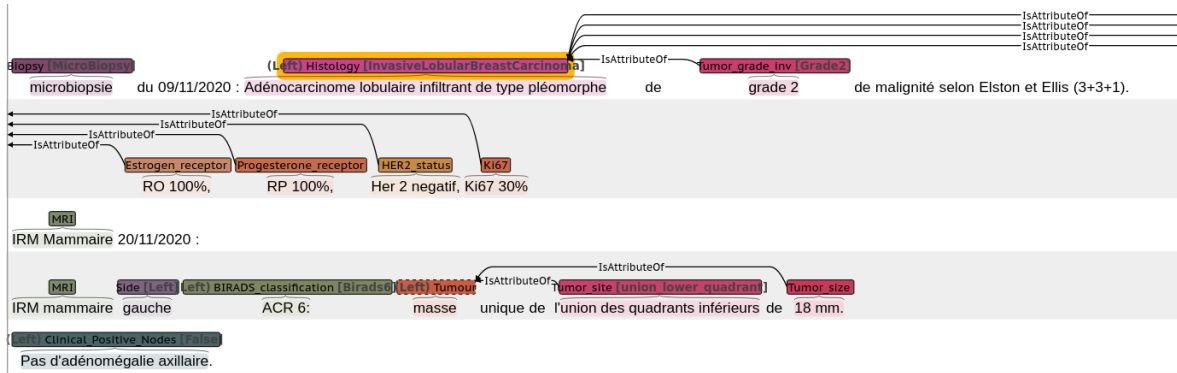 IsAttributeOf
IsAttributeOf
IsAttributeOf
IsAttributeOf
Biopsy [MicroBiopsy] (Left) Histology [InvasiveLobularBreastCarcinoma] IsAttributeOf Tumor_grade_inv [Grade2]
microbiopsie du 09/11/2020 : Adénocarcinome lobulaire infiltrant de type pléomorphe de grade 2 de malignité selon Elston et Ellis (3+3+1).
IsAttributeOf
IsAttributeOf
IsAttributeOf
IsAttributeOf
Estrogen_receptor Progesterone_receptor HER2_status Ki67
RO 100%, RP 100%, Her 2 negatif, Ki67 30%
MRI
IRM Mammaire 20/11/2020 :
IsAttributeOf
MRI Side [Left] (Left) BIRADS_classification [Birads6] (Left) Tumour IsAttributeOf Tumor_site [union_lower_quadrant] Tumor_size
IRM mammaire gauche ACR 6: masse unique de l'union des quadrants inférieurs de 18 mm.
(Left) Clinical_Positive_Nodes [False]
Pas d'adénomégalie axillaire.